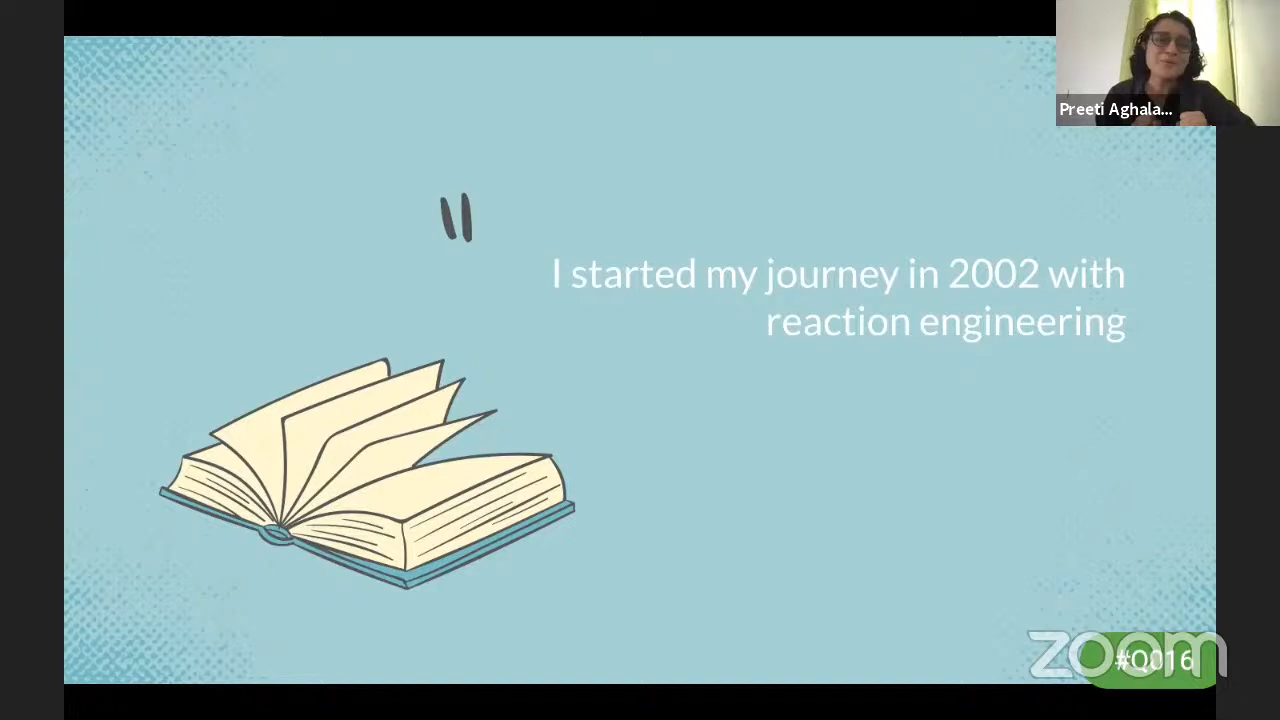 Preeti Aghala...
"
I started my journey in 2002 with
reaction engineering
zoom
#Q016